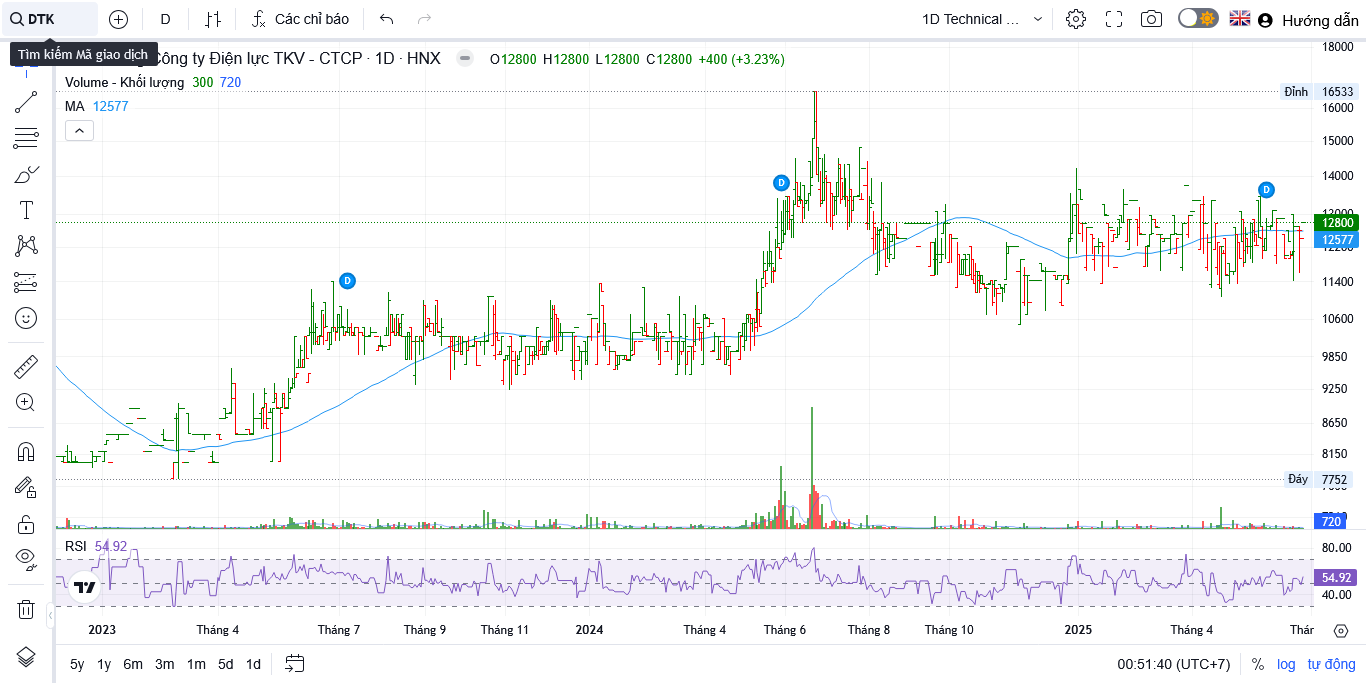 DTK
D
Các chỉ báo
1D Technical ...
Hướng dẫn
Tìm kiếm Mã giao dịch
Công ty Điện lực TKV - CTCP · 1D · HNX
O12800 H12800 L12800 C12800 +400 (+3.23%)
Volume - Khối lượng 300 720
MA 12577
18000
Đỉnh 16533
16000
15000
14000
D
D
D
13000
12800
12577
12200
11400
10600
9850
9250
8650
8150
Đáy 7752
720
RSI 54.92
80.00
54.92
40.00
2023 Tháng 4 Tháng 7 Tháng 9 Tháng 11 2024 Tháng 4 Tháng 6 Tháng 8 Tháng 10 2025 Tháng 4 Thár
5y 1y 6m 3m 1m 5d 1d
00:51:40 (UTC+7) % log tự động